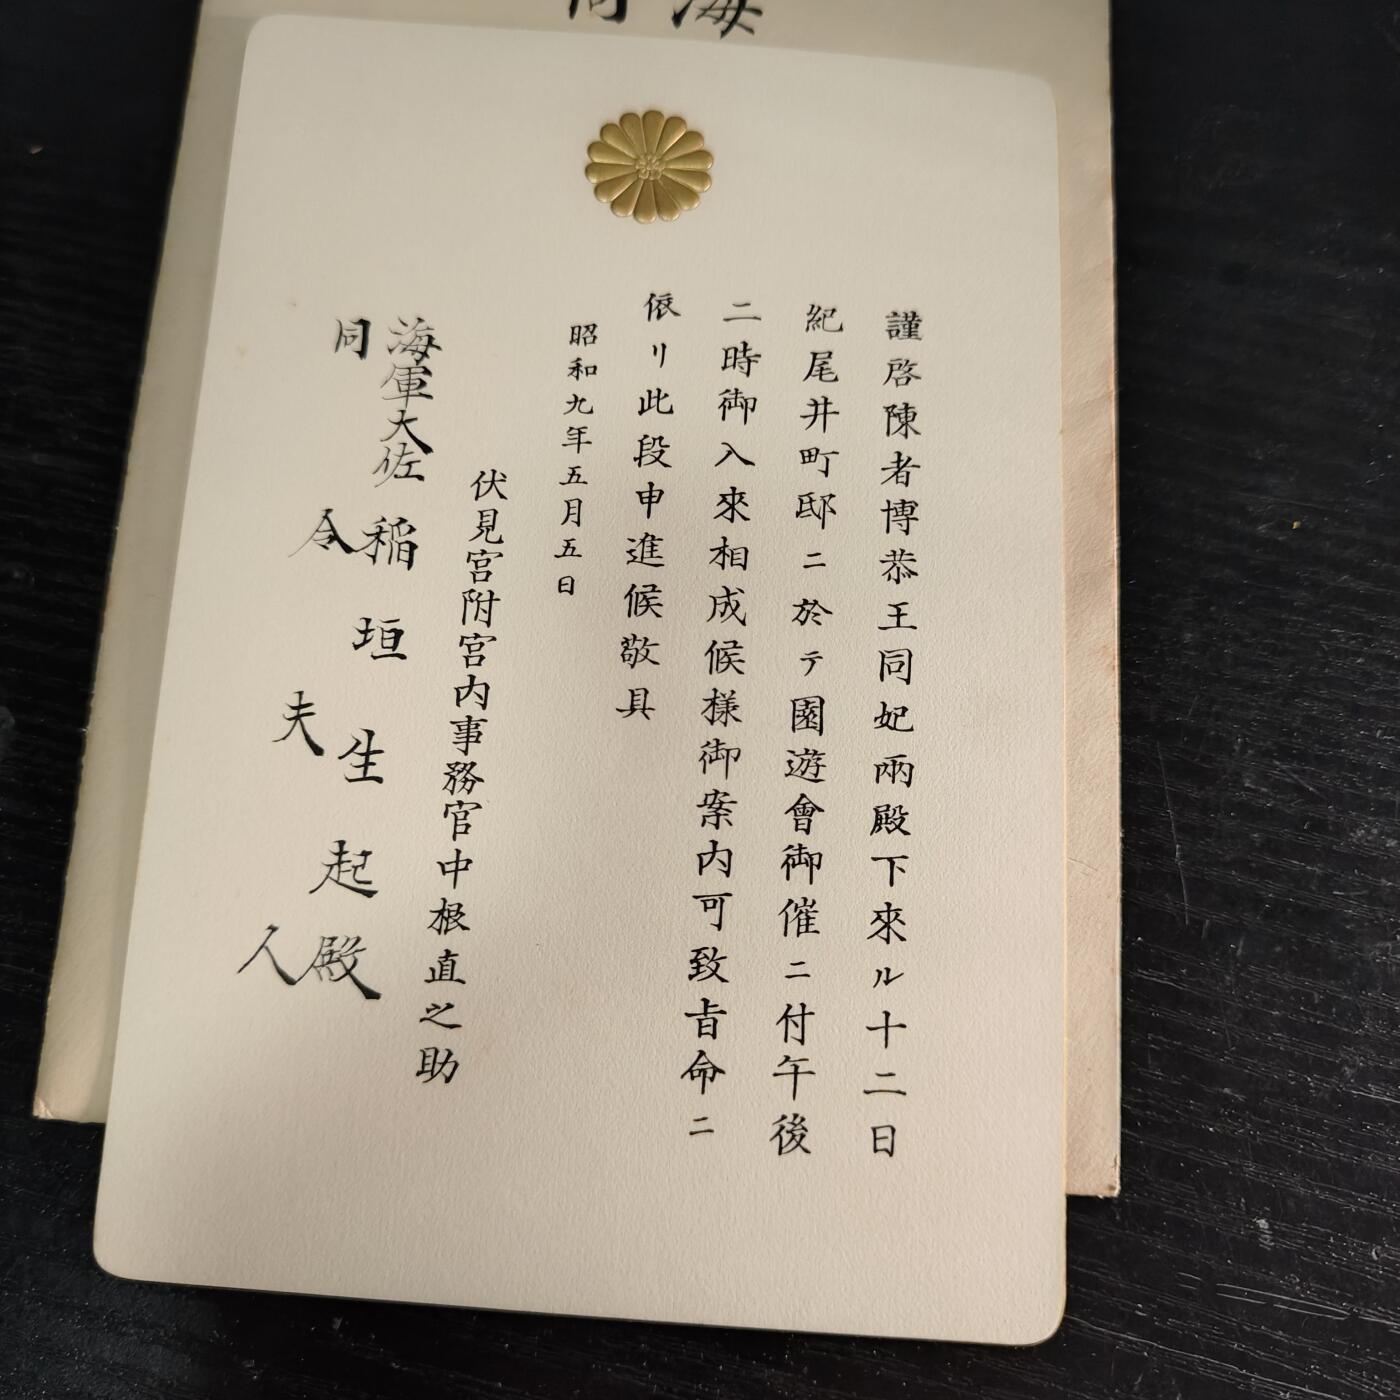 海
同
謹啓陳者博恭王同妃兩殿下來ル十二日
紀尾井町邸ニ於テ園遊會御催ニ付午後
二時御入來相成候樣御案内可致旨命ニ
依リ此段申進候敬具
昭和九年五月五日
伏見宮附宮内事務官中根直之助
海軍大佐稲垣生起殿
同令夫人